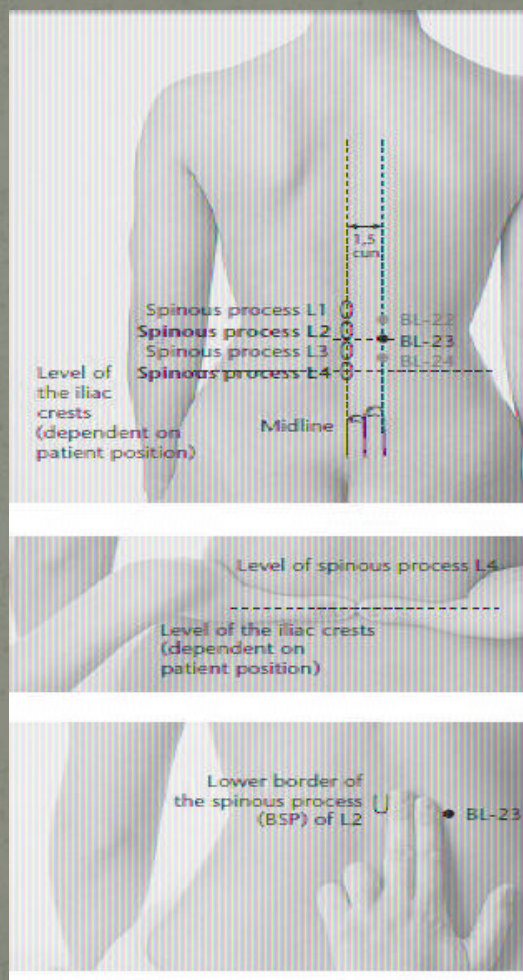 1,5
cun
Spinous process L1
BL-22
Spinous process L2
BL-23
Spinous process L3
BL-24
Spinous process L4
Level of
the iliac
crests
(dependent on
patient position)
Midline
Level of spinous process L4
Level of the iliac crests
(dependent on
patient position)
Lower border of
the spinous process
(BSP) of L2
BL-23